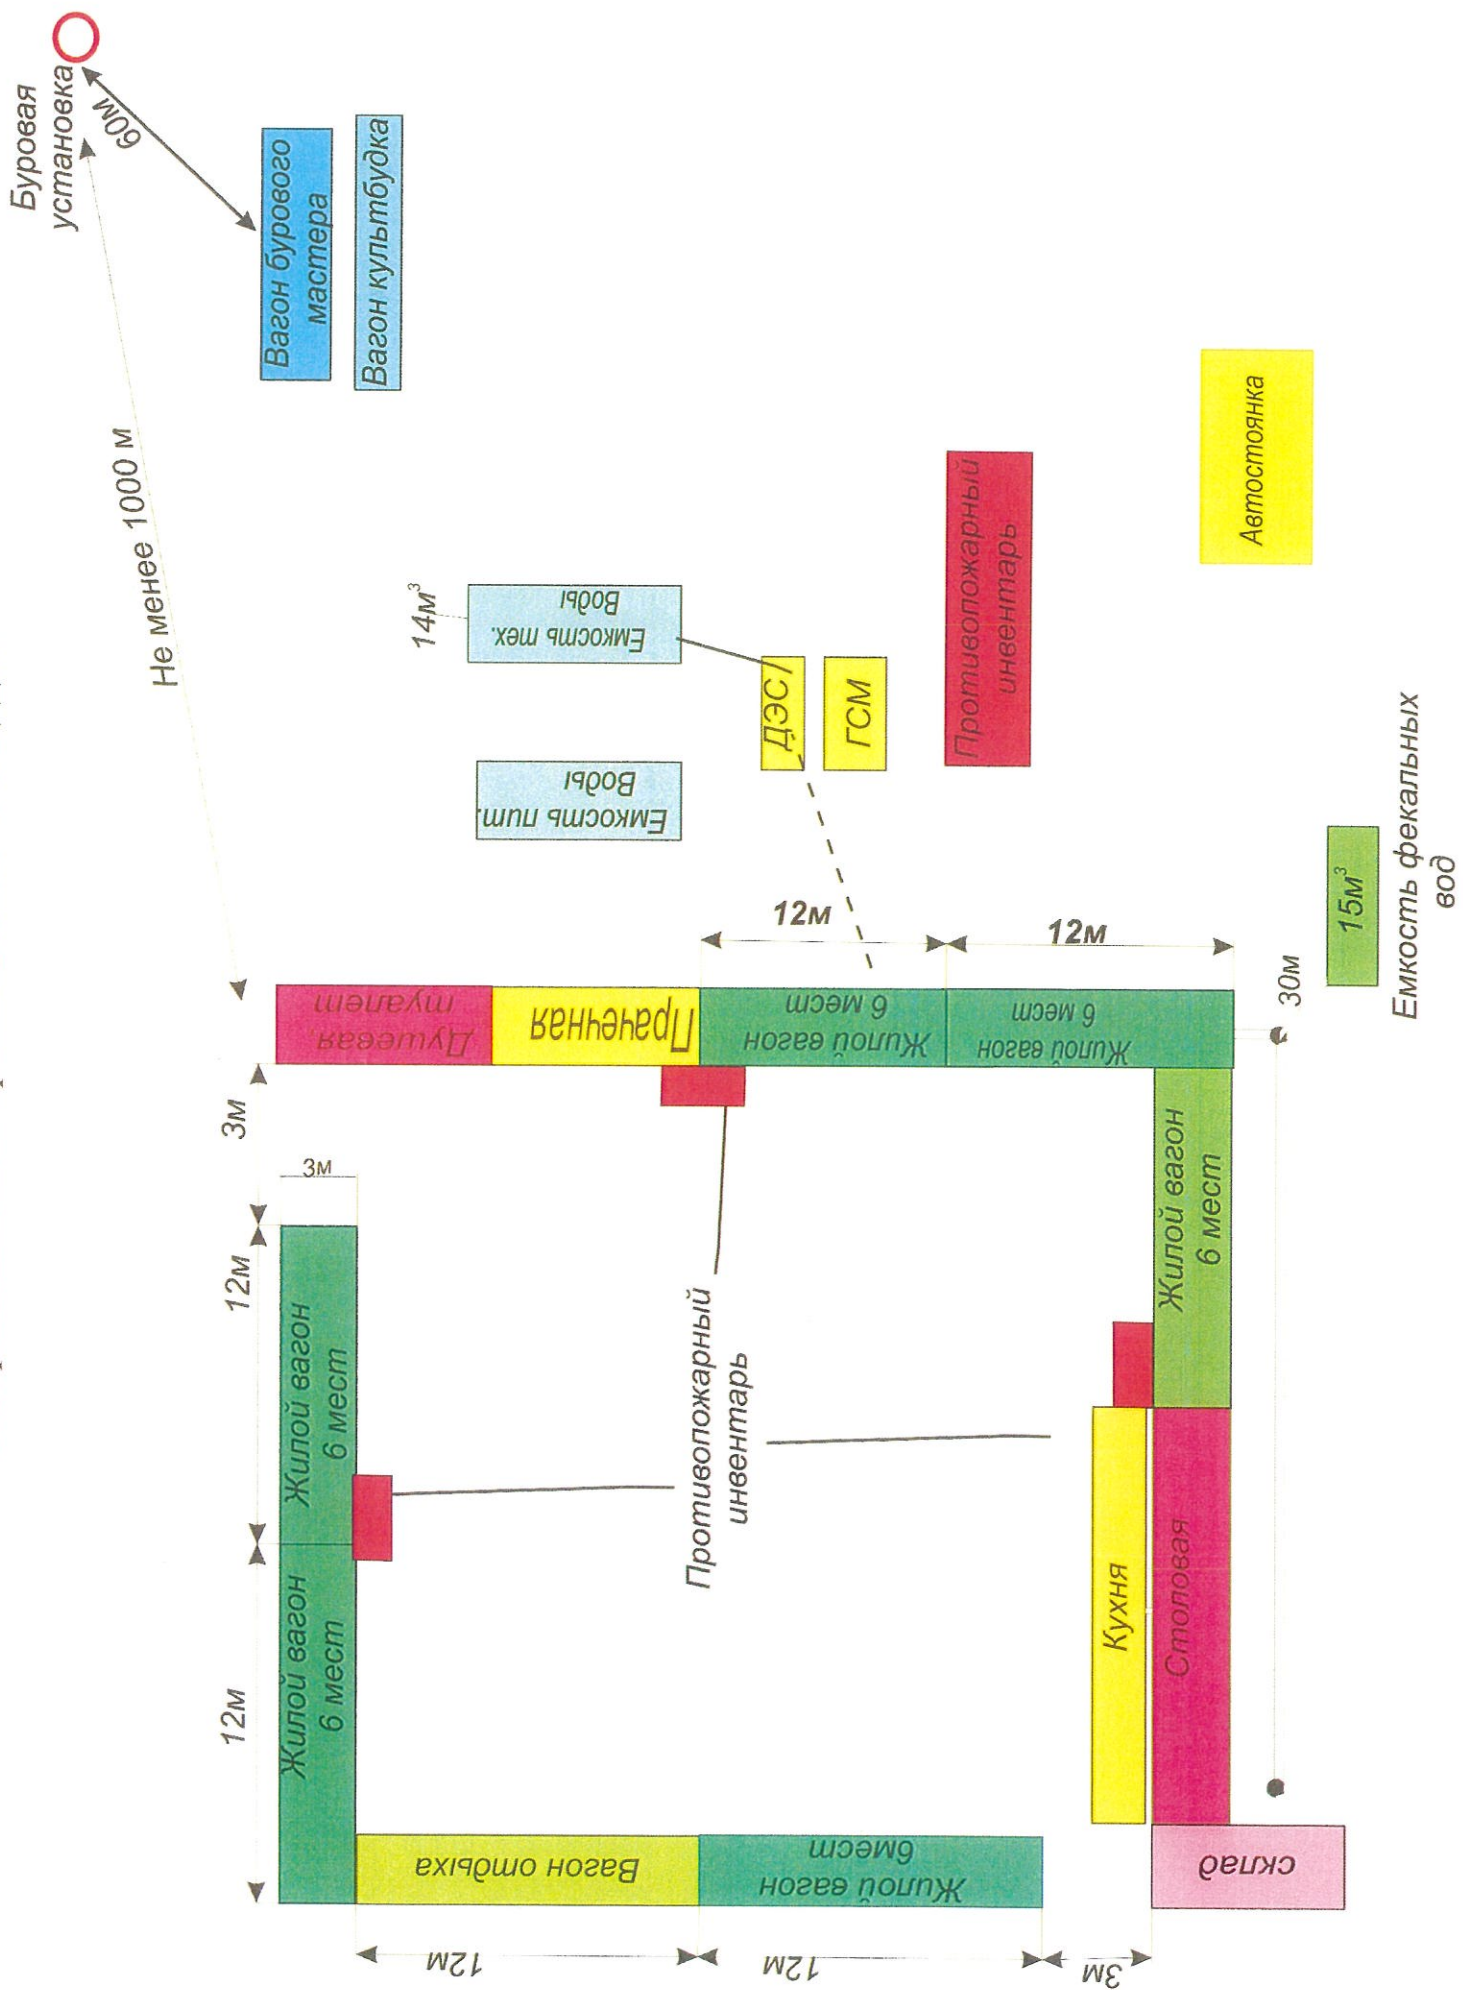 Буровая
установка
60м
Не менее 1000 м
Вагон бурового
мастера
Вагон культбудка
14м³
Емкость тех.
Воды
Емкость пит.
Воды
ДЭС
ГСМ
Противопожарный
инвентарь
Автостоянка
15м³
Емкость фекальных
вод
30м
12м
12м
Душевая,
туалет
Прачечная
Жилой вагон
6 мест
Жилой вагон
6 мест
3м
3м
12м
12м
Жилой вагон
6 мест
Жилой вагон
6 мест
Противопожарный
инвентарь
Жилой вагон
6 мест
Кухня
Столовая
Вагон отдыха
Жилой вагон
6мест
склад
12м
12м
3м